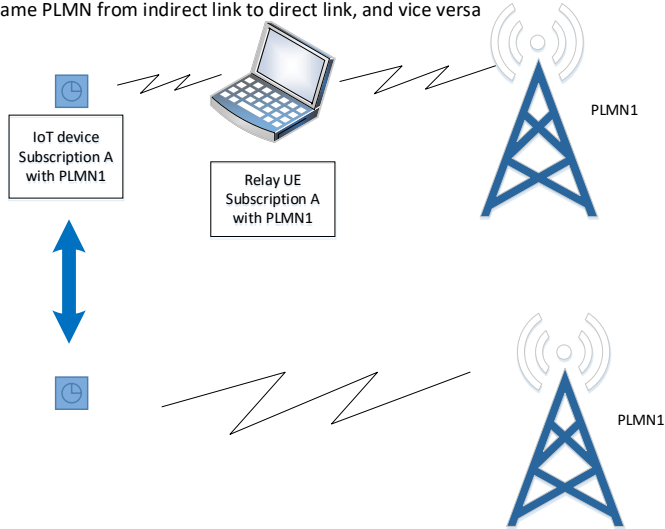 ame PLMN from indirect link to direct link, and vice versa
PLMN1
IoT device
Subscription A
with PLMN1
Relay UE
Subscription A
with PLMN1
PLMN1